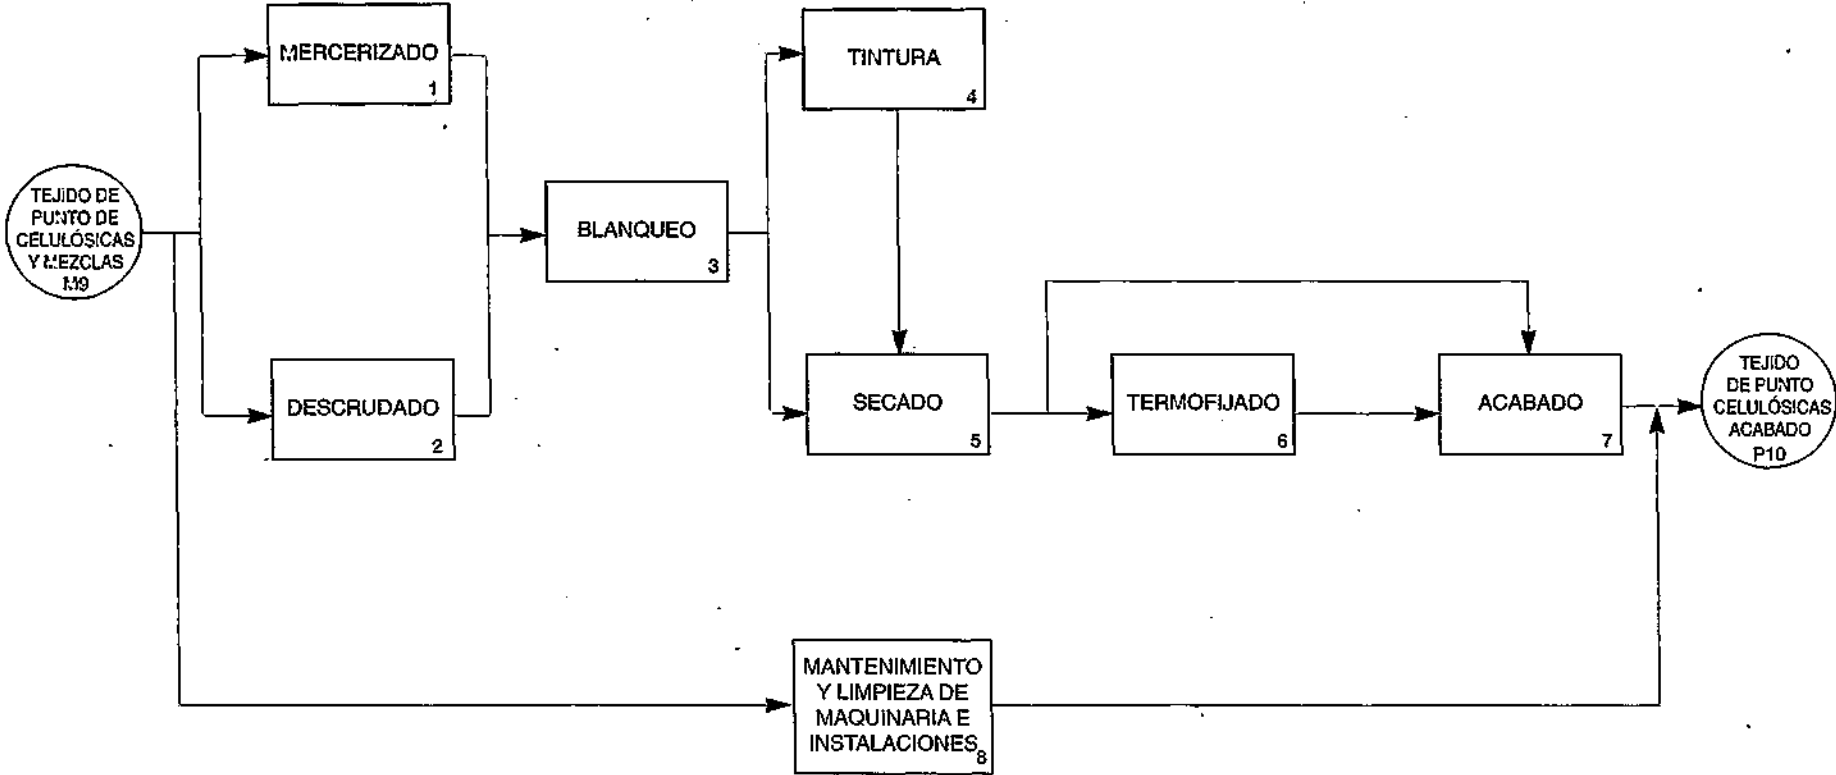 MERCERIZADO
1
TINTURA
4
TEJIDO DE
PUNTO DE
CELULÓSICAS
Y MEZCLAS
M9
BLANQUEO
3
DESCRUDADO
2
SECADO
5
TERMOFIJADO
6
ACABADO
7
TEJIDO
DE PUNTO
CELULÓSICAS
ACABADO
P10
MANTENIMIENTO
Y LIMPIEZA DE
MAQUINARIA E
INSTALACIONES
8